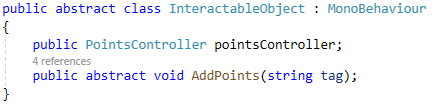 public abstract class InteractableObject : MonoBehaviour
{
    public PointsController pointsController;
    4 references
    public abstract void AddPoints(string tag);
}